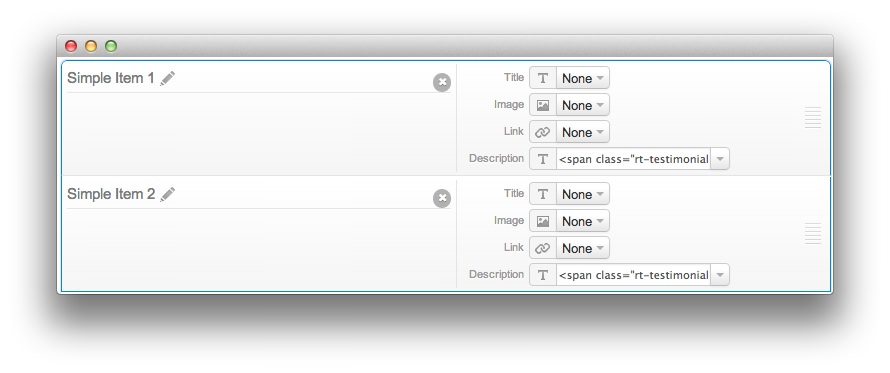 Simple Item 1
Title T None
Image None
Link None
Description T <span class="rt-testimonial
Simple Item 2
Title T None
Image None
Link None
Description T <span class="rt-testimonial